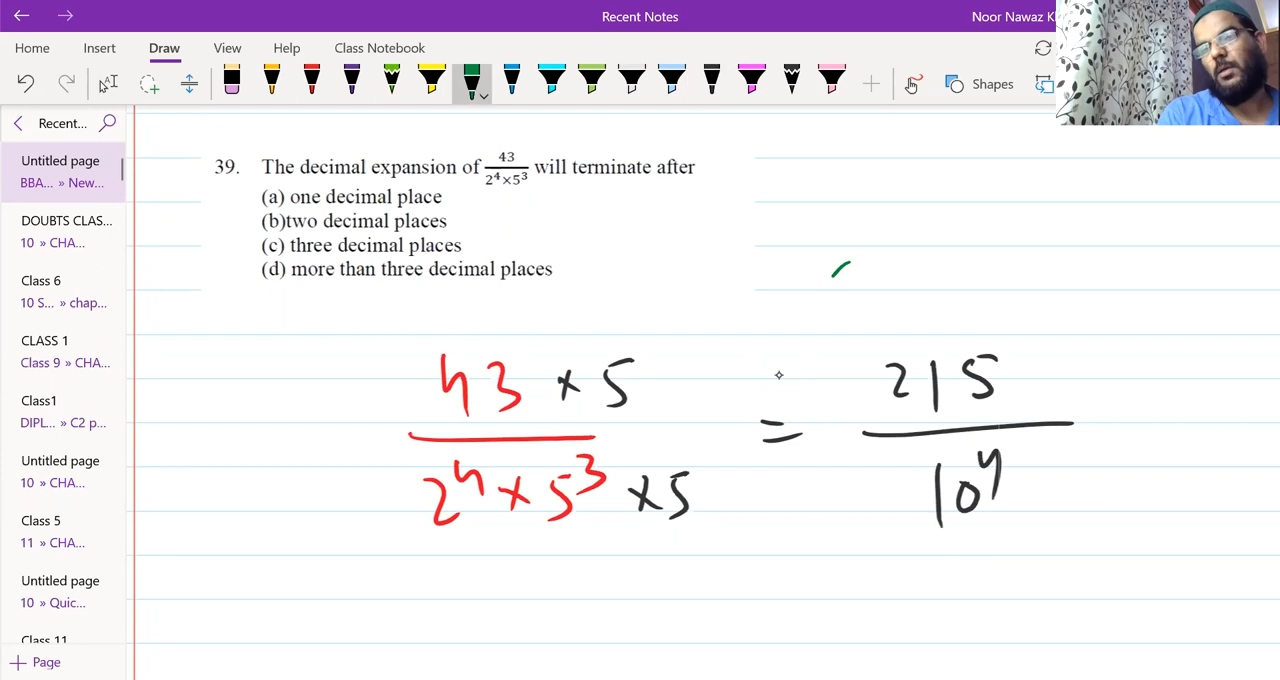 Recent Notes
Noor Nawaz K
Home Insert Draw View Help Class Notebook
Shapes
Recent...
Untitled page
BBA... » New...
DOUBTS CLAS...
10 » CHA...
Class 6
10 S... » chap...
CLASS 1
Class 9 » CHA...
Class1
DIPL... » C2 p...
Untitled page
10 » CHA...
Class 5
11 » CHA...
Untitled page
10 » Quic...
Class 11
Page
39. The decimal expansion of 43/2⁴×5³ will terminate after
(a) one decimal place
(b)two decimal places
(c) three decimal places
(d) more than three decimal places
43 × 5 / 2⁴ × 5³ × 5 = 215 / 10⁴